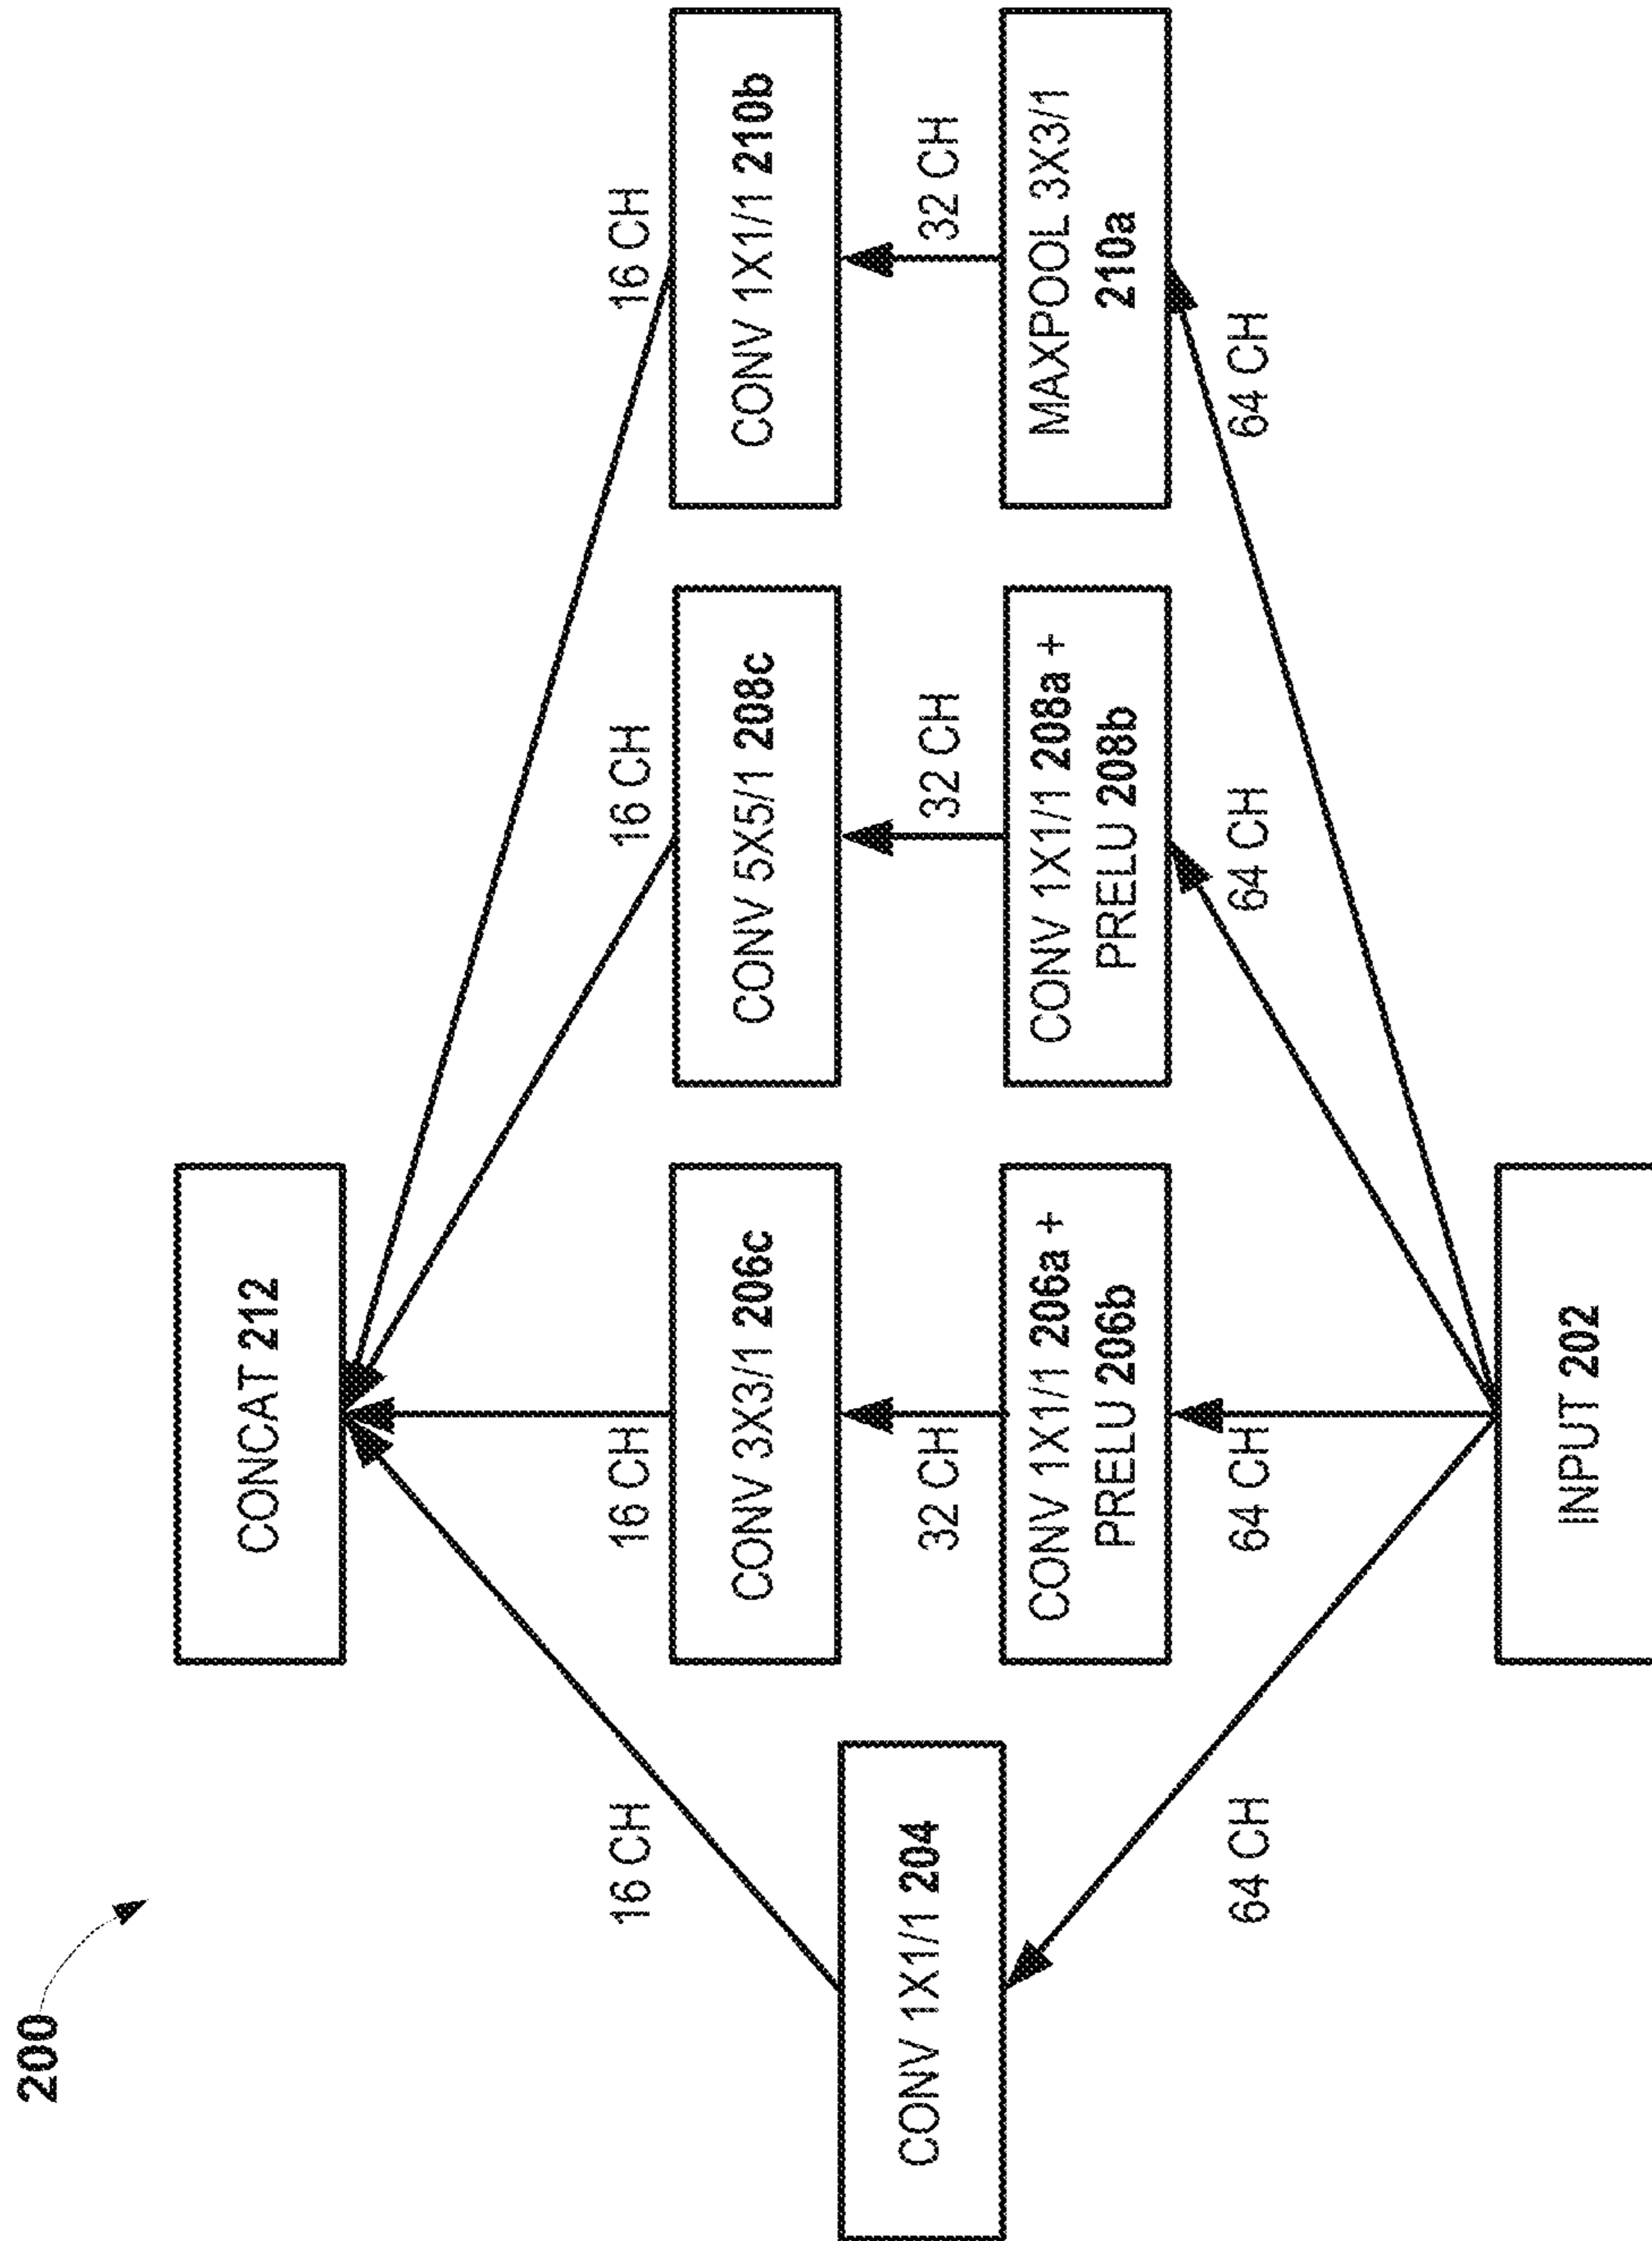 200
CONCAT 212
16 CH
16 CH
16 CH
16 CH
CONV 3X3/1 206c
CONV 5X5/1 208c
CONV 1X1/1 210b
CONV 1X1/1 204
32 CH
32 CH
32 CH
CONV 1X1/1 206a +
PRELU 206b
CONV 1X1/1 208a +
PRELU 208b
MAXPOOL 3X3/1
210a
64 CH
64 CH
64 CH
64 CH
INPUT 202